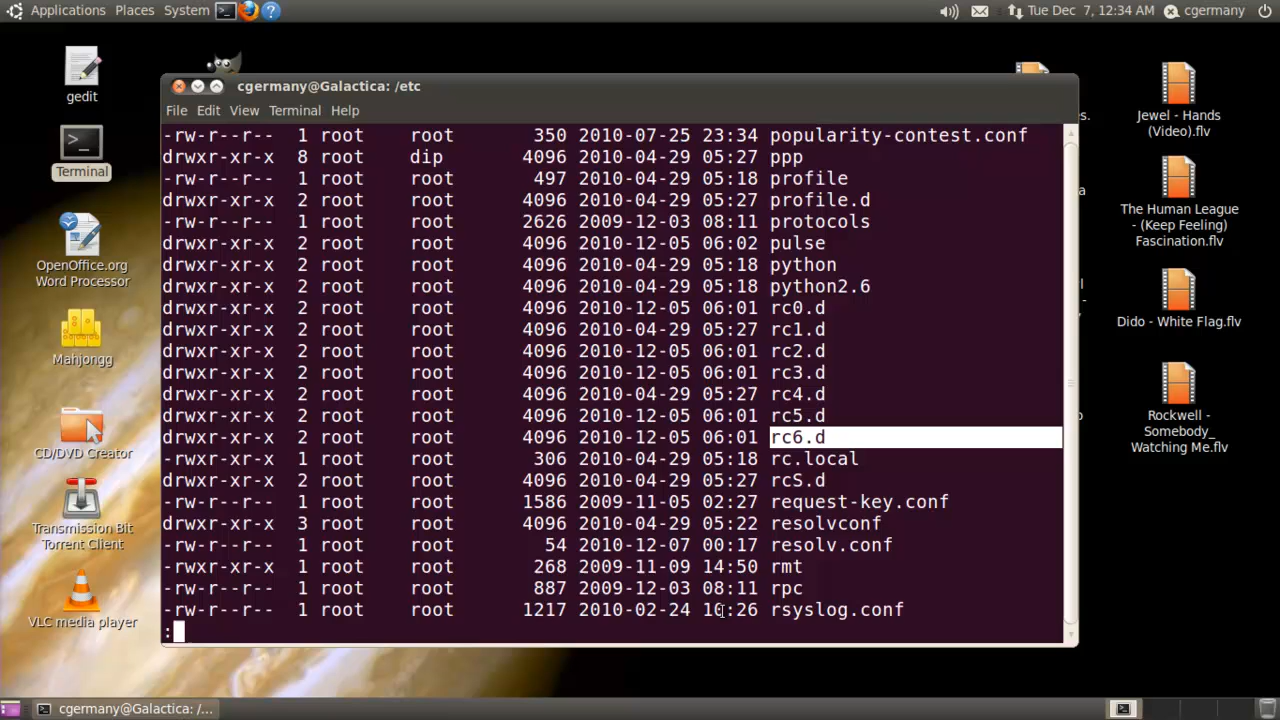 Applications Places System Tue Dec 7, 12:34 AM cgermany
gedit
Terminal
OpenOffice.org
Word Processor
Mahjongg
CD/DVD Creator
Transmission Bit
Torrent Client
VLC media player
cgermany@Galactica: /etc
File Edit View Terminal Help
-rw-r--r-- 1 root root 350 2010-07-25 23:34 popularity-contest.conf
drwxr-xr-x 8 root dip 4096 2010-04-29 05:27 ppp
-rw-r--r-- 1 root root 497 2010-04-29 05:18 profile
drwxr-xr-x 2 root root 4096 2010-04-29 05:27 profile.d
-rw-r--r-- 1 root root 2626 2009-12-03 08:11 protocols
drwxr-xr-x 2 root root 4096 2010-12-05 06:02 pulse
drwxr-xr-x 2 root root 4096 2010-04-29 05:18 python
drwxr-xr-x 2 root root 4096 2010-04-29 05:18 python2.6
drwxr-xr-x 2 root root 4096 2010-12-05 06:01 rc0.d
drwxr-xr-x 2 root root 4096 2010-04-29 05:27 rc1.d
drwxr-xr-x 2 root root 4096 2010-12-05 06:01 rc2.d
drwxr-xr-x 2 root root 4096 2010-12-05 06:01 rc3.d
drwxr-xr-x 2 root root 4096 2010-04-29 05:27 rc4.d
drwxr-xr-x 2 root root 4096 2010-12-05 06:01 rc5.d
drwxr-xr-x 2 root root 4096 2010-12-05 06:01 rc6.d
-rwxr-xr-x 1 root root 306 2010-04-29 05:18 rc.local
drwxr-xr-x 2 root root 4096 2010-04-29 05:27 rcS.d
-rw-r--r-- 1 root root 1586 2009-11-05 02:27 request-key.conf
drwxr-xr-x 3 root root 4096 2010-04-29 05:22 resolvconf
-rw-r--r-- 1 root root 54 2010-12-07 00:17 resolv.conf
-rwxr-xr-x 1 root root 268 2009-11-09 14:50 rmt
-rw-r--r-- 1 root root 887 2009-12-03 08:11 rpc
-rw-r--r-- 1 root root 1217 2010-02-24 10:26 rsyslog.conf
:
Jewel - Hands
(Video).flv
The Human League
- (Keep Feeling)
Fascination.flv
Dido - White Flag.flv
Rockwell -
Somebody_
Watching Me.flv
cgermany@Galactica: /...